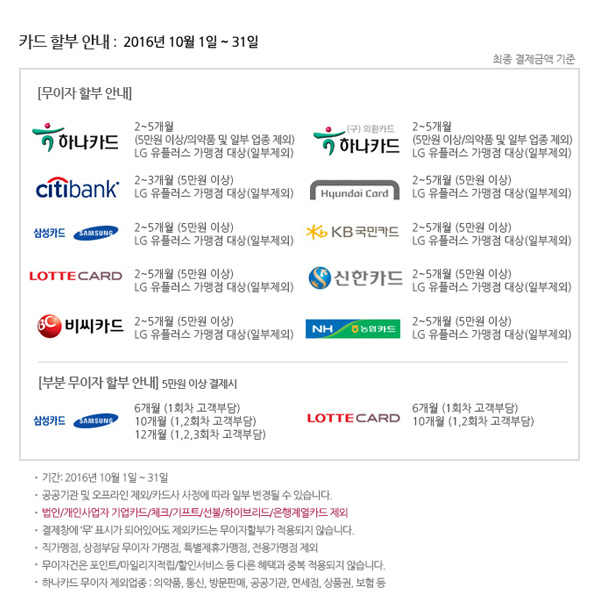 카드 할부 안내 : 2016년 10월 1일 ~ 31일
최종 결제금액 기준
[무이자 할부 안내]
하나카드
2~5개월
(5만원 이상/의약품 및 일부 업종 제외)
LG 유플러스 가맹점 대상(일부제외)
(구) 외환카드
하나카드
2~5개월
(5만원 이상/의약품 및 일부 업종 제외)
LG 유플러스 가맹점 대상(일부제외)
citibank
2~3개월 (5만원 이상)
LG 유플러스 가맹점 대상(일부제외)
Hyundai Card
2~5개월 (5만원 이상)
LG 유플러스 가맹점 대상(일부제외)
삼성카드 SAMSUNG
2~5개월 (5만원 이상)
LG 유플러스 가맹점 대상(일부제외)
KB 국민카드
2~5개월 (5만원 이상)
LG 유플러스 가맹점 대상(일부제외)
LOTTE CARD
2~5개월 (5만원 이상)
LG 유플러스 가맹점 대상(일부제외)
신한카드
2~5개월 (5만원 이상)
LG 유플러스 가맹점 대상(일부제외)
BC 비씨카드
2~5개월 (5만원 이상)
LG 유플러스 가맹점 대상(일부제외)
NH 농협카드
2~5개월 (5만원 이상)
LG 유플러스 가맹점 대상(일부제외)
[부분 무이자 할부 안내] 5만원 이상 결제시
삼성카드 SAMSUNG
6개월 (1회차 고객부담)
10개월 (1,2회차 고객부담)
12개월 (1,2,3회차 고객부담)
LOTTE CARD
6개월 (1회차 고객부담)
10개월 (1,2회차 고객부담)
· 기간: 2016년 10월 1일 ~ 31일
· 공공기관 및 오프라인 제외/카드사 사정에 따라 일부 변경될 수 있습니다.
· 법인/개인사업자 기업카드/체크/기프트/선불/하이브리드/은행계열카드 제외
· 결제창에 '무' 표시가 되어있어도 제외카드는 무이자할부가 적용되지 않습니다.
· 직가맹점, 상점부담 무이자 가맹점, 특별제휴가맹점, 전용가맹점 제외
· 무이자건은 포인트/마일리지적립/할인서비스 등 다른 혜택과 중복 적용되지 않습니다.
· 하나카드 무이자 제외업종 : 의약품, 통신, 방문판매, 공공기관, 면세점, 상품권, 보험 등